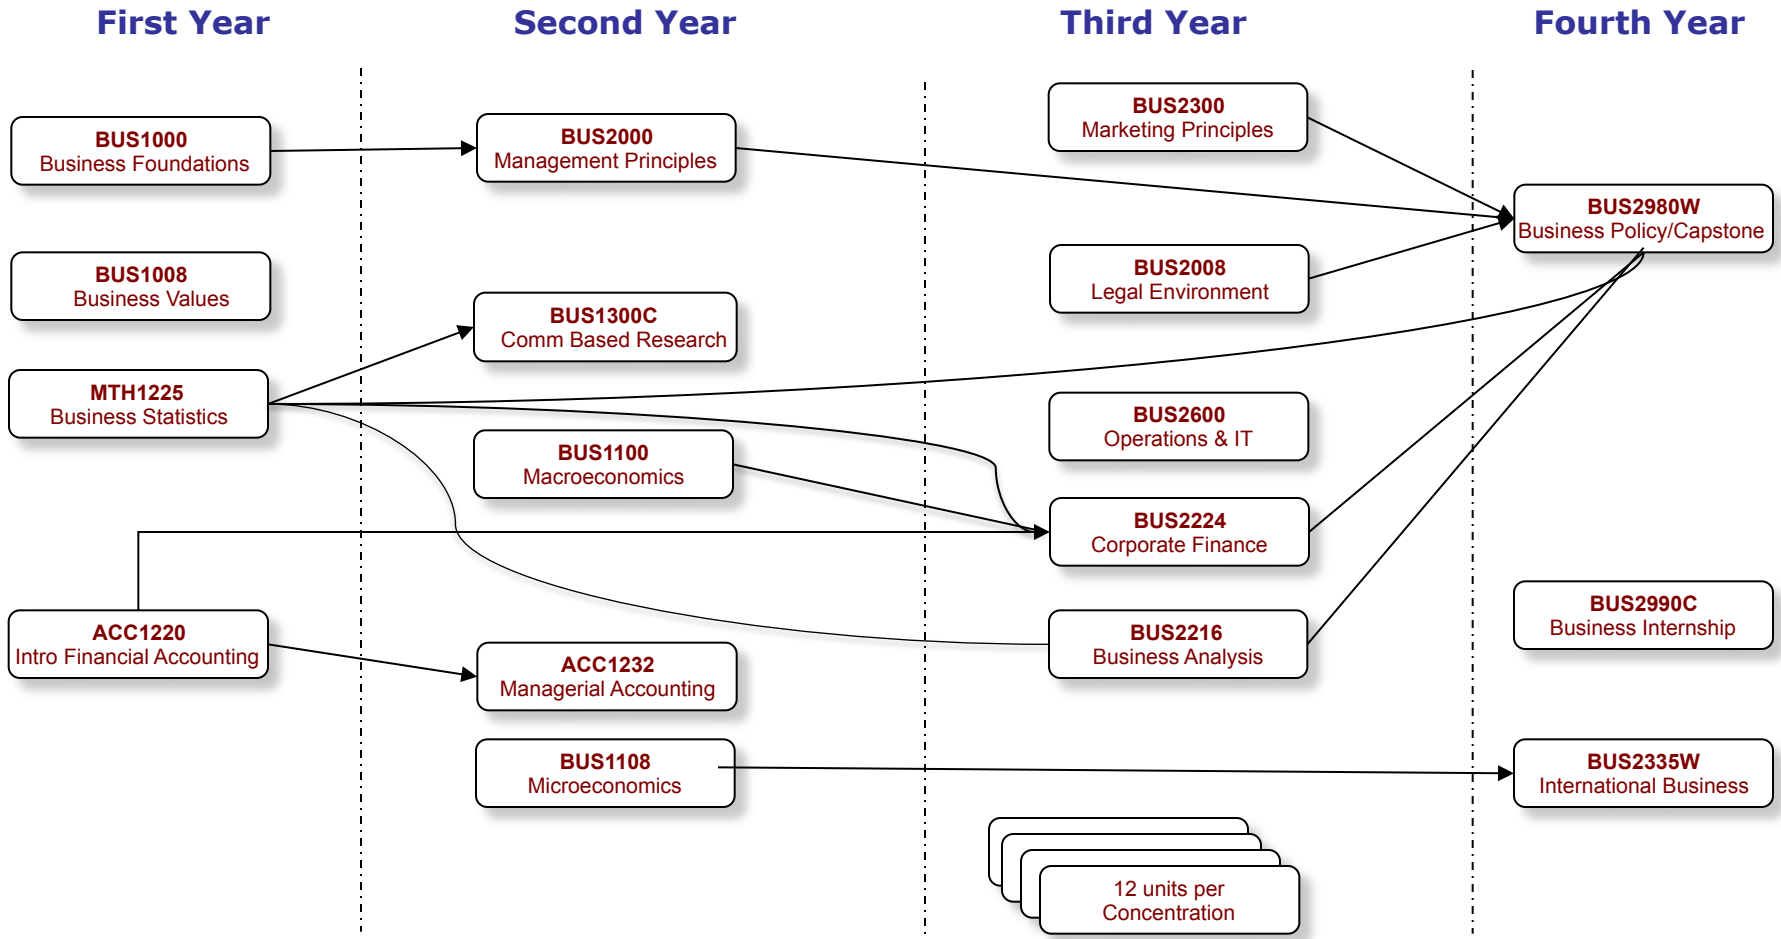 First Year
Second Year
Third Year
Fourth Year
BUS1000
Business Foundations
BUS1008
Business Values
MTH1225
Business Statistics
ACC1220
Intro Financial Accounting
BUS2000
Management Principles
BUS1300C
Comm Based Research
BUS1100
Macroeconomics
ACC1232
Managerial Accounting
BUS1108
Microeconomics
BUS2300
Marketing Principles
BUS2008
Legal Environment
BUS2600
Operations & IT
BUS2224
Corporate Finance
BUS2216
Business Analysis
12 units per
Concentration
BUS2980W
Business Policy/Capstone
BUS2990C
Business Internship
BUS2335W
International Business